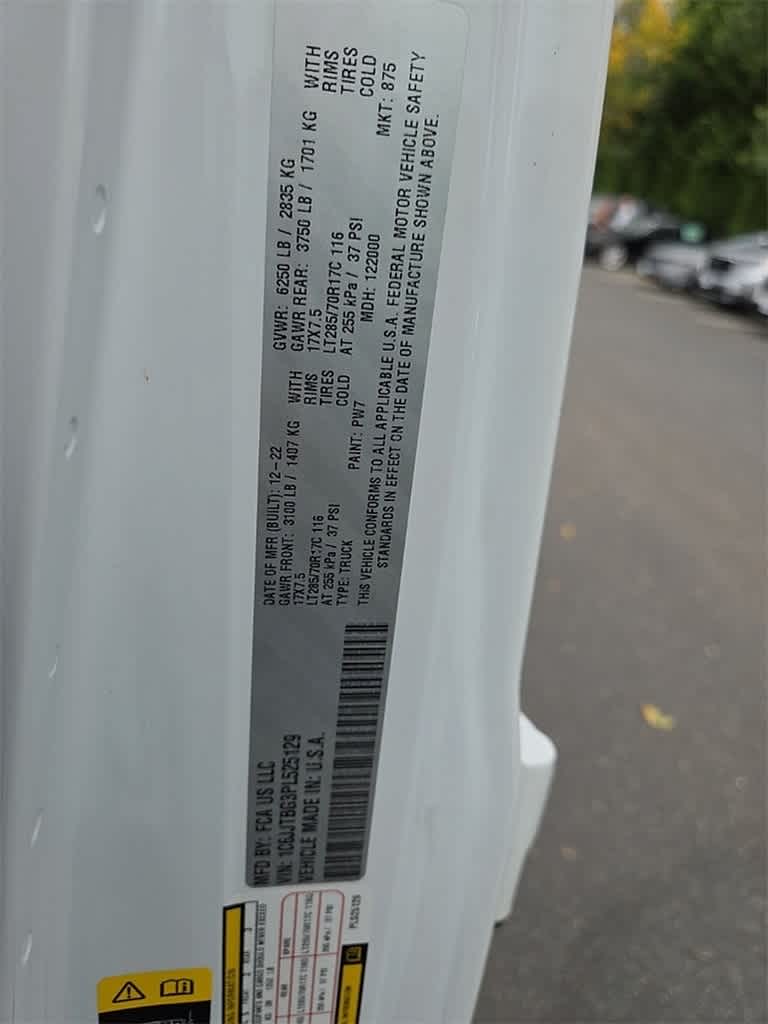 MFD BY: FCA US LLC
VIN: 1C6JJTBG3PL525129
VEHICLE MADE IN: U.S.A.
DATE OF MFR (BUILT): 12-22
GVWR: 6250 LB / 2835 KG
GAWR FRONT: 3100 LB / 1407 KG WITH
17X7.5 RIMS
LT285/70R17C 116 TIRES
AT 255 kPa / 37 PSI COLD
GAWR REAR: 3750 LB / 1701 KG WITH
17X7.5 RIMS
LT285/70R17C 116 TIRES
AT 255 kPa / 37 PSI COLD
TYPE: TRUCK PAINT: PW7 MDH: 122000 MKT: 875
THIS VEHICLE CONFORMS TO ALL APPLICABLE U.S.A. FEDERAL MOTOR VEHICLE SAFETY
STANDARDS IN EFFECT ON THE DATE OF MANUFACTURE SHOWN ABOVE.
INFORMATION
REAR
SPARE
PL525129
INFORMATION